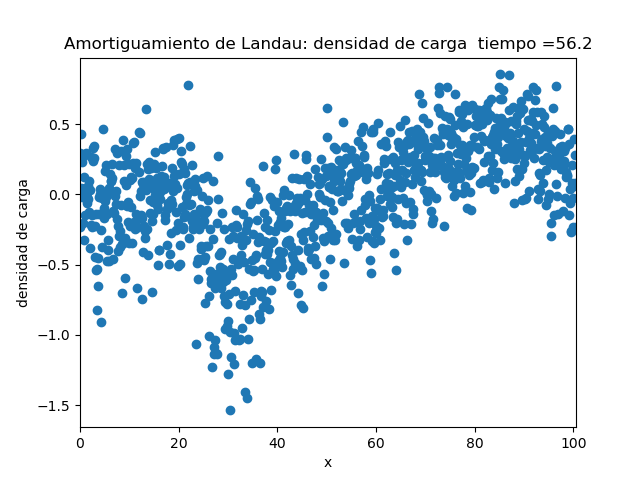 Amortiguamiento de Landau: densidad de carga  tiempo =56.2
densidad de carga
0.5
0.0
−0.5
−1.0
−1.5
0 20 40 60 80 100
x